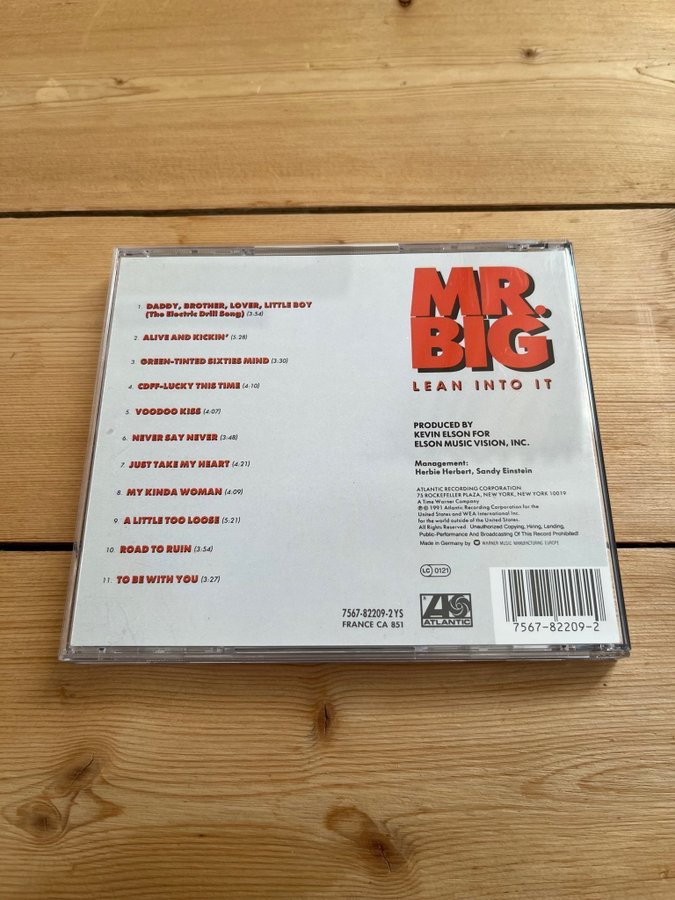 1. DADDY, BROTHER, LOVER, LITTLE BOY
(The Electric Drill Song) (3:54)
2. ALIVE AND KICKIN' (5:28)
3. GREEN-TINTED SIXTIES MIND (3:30)
4. CDFF-LUCKY THIS TIME (4:10)
5. VOODOO KISS (4:07)
6. NEVER SAY NEVER (3:48)
7. JUST TAKE MY HEART (4:21)
8. MY KINDA WOMAN (4:09)
9. A LITTLE TOO LOOSE (5:21)
10. ROAD TO RUIN (3:54)
11. TO BE WITH YOU (3:27)
MR.
BIG
LEAN INTO IT
PRODUCED BY
KEVIN ELSON FOR
ELSON MUSIC VISION, INC.
Management:
Herbie Herbert, Sandy Einstein
ATLANTIC RECORDING CORPORATION
75 ROCKEFELLER PLAZA, NEW YORK, NEW YORK 10019
A Time Warner Company
℗© 1991 Atlantic Recording Corporation for the
United States and WEA International Inc.
for the world outside of the United States.
All Rights Reserved. Unauthorized Copying, Hiring, Lending,
Public-Performance And Broadcasting Of This Record Prohibited!
Made in Germany by WARNER MUSIC MANUFACTURING EUROPE
LC 0121
7567-82209-2 YS
FRANCE CA 851
ATLANTIC
7567-82209-2